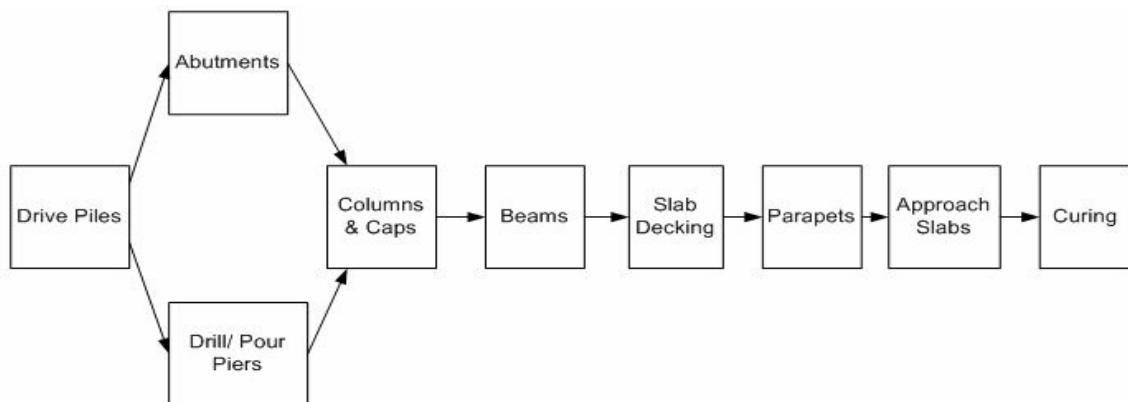 Abutments
Drive Piles
Columns
& Caps
Beams
Slab
Decking
Parapets
Approach
Slabs
Curing
Drill/ Pour
Piers